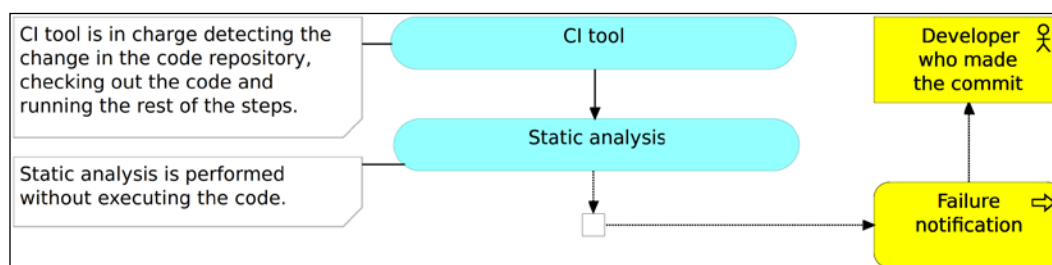 CI tool is in charge detecting the
change in the code repository,
checking out the code and
running the rest of the steps.
CI tool
Developer
who made
the commit
Static analysis
Static analysis is performed
without executing the code.
Failure
notification